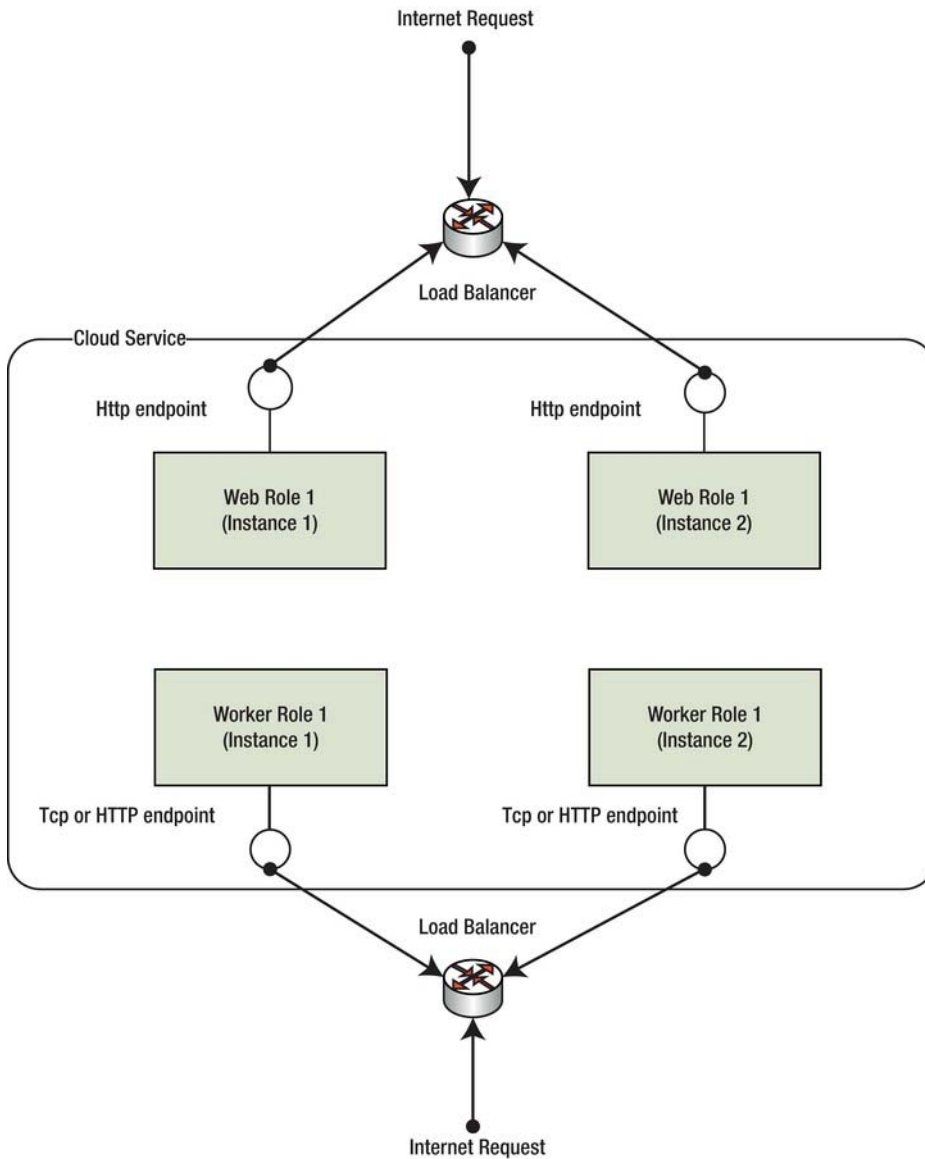 Internet Request
Load Balancer
Cloud Service
Http endpoint
Http endpoint
Web Role 1
(Instance 1)
Web Role 1
(Instance 2)
Worker Role 1
(Instance 1)
Worker Role 1
(Instance 2)
Tcp or HTTP endpoint
Tcp or HTTP endpoint
Load Balancer
Internet Request